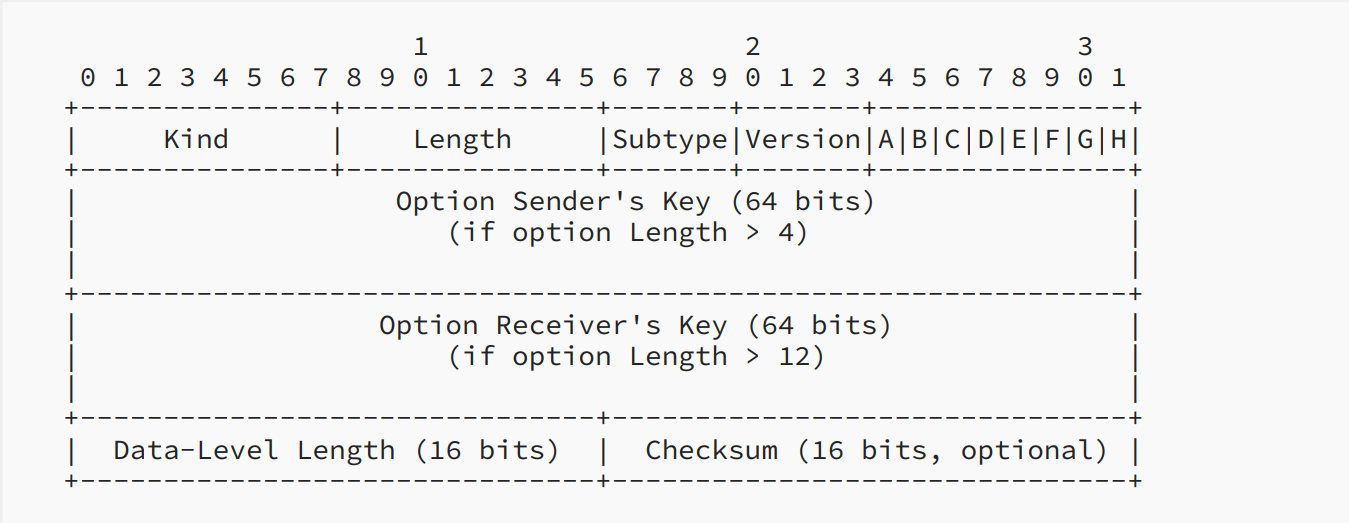 1                   2                   3
 0 1 2 3 4 5 6 7 8 9 0 1 2 3 4 5 6 7 8 9 0 1 2 3 4 5 6 7 8 9 0 1
+---------------+---------------+-------+-------+---------------+
|     Kind      |    Length     |Subtype|Version|A|B|C|D|E|F|G|H|
+---------------+---------------+-------+-------+---------------+
|                   Option Sender's Key (64 bits)               |
|                      (if option Length > 4)                   |
|                                                               |
+---------------------------------------------------------------+
|                  Option Receiver's Key (64 bits)              |
|                      (if option Length > 12)                  |
|                                                               |
+-------------------------------+-------------------------------+
|  Data-Level Length (16 bits)  |  Checksum (16 bits, optional) |
+-------------------------------+-------------------------------+